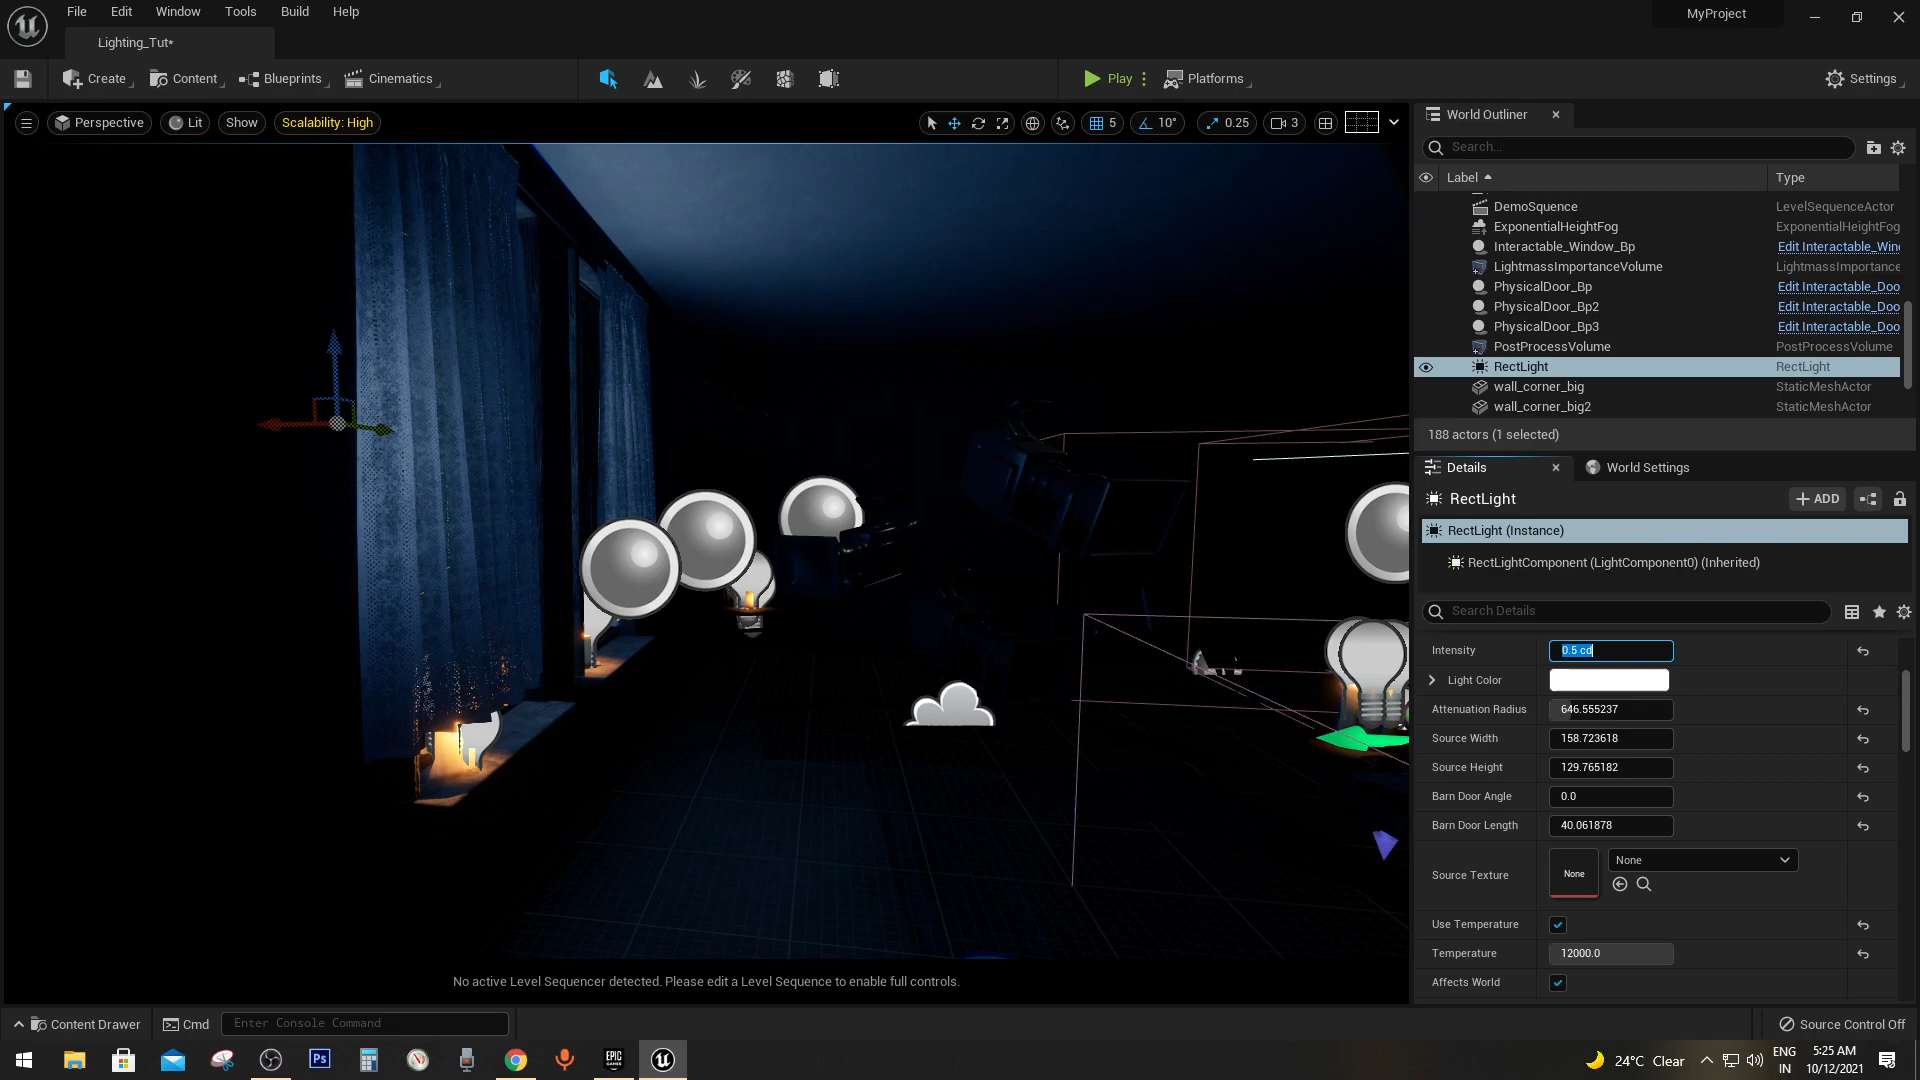 File Edit Window Tools Build Help
MyProject
Lighting_Tut*
Create Content Blueprints Cinematics Play Platforms Settings
Perspective Lit Show Scalability: High 5 10° 0.25 3
World Outliner
Search...
Label Type
DemoSquence LevelSequenceActor
ExponentialHeightFog ExponentialHeightFog
Interactable_Window_Bp Edit Interactable_Wind
LightmassImportanceVolume LightmassImportance
PhysicalDoor_Bp Edit Interactable_Doo
PhysicalDoor_Bp2 Edit Interactable_Doo
PhysicalDoor_Bp3 Edit Interactable_Doo
PostProcessVolume PostProcessVolume
RectLight RectLight
wall_corner_big StaticMeshActor
wall_corner_big2 StaticMeshActor
188 actors (1 selected)
Details World Settings
RectLight ADD
RectLight (Instance)
RectLightComponent (LightComponent0) (Inherited)
Search Details
Intensity 0.5 cd
Light Color
Attenuation Radius 646.555237
Source Width 158.723618
Source Height 129.765182
Barn Door Angle 0.0
Barn Door Length 40.061878
Source Texture None None
Use Temperature
Temperature 12000.0
Affects World
No active Level Sequencer detected. Please edit a Level Sequence to enable full controls.
Content Drawer Cmd Enter Console Command Source Control Off
Ps EPIC GAMES 24°C Clear ENG IN 5:25 AM 10/12/2021